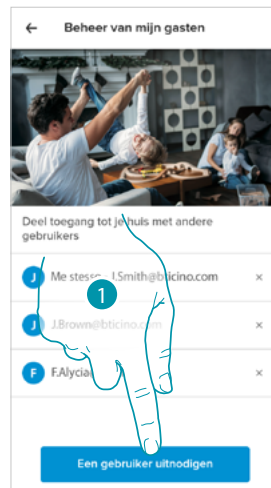 Beheer van mijn gasten
Deel toegang tot je huis met andere
gebruikers
J Me stesso - J.Smith@bticino.com ×
1
J J.Brown@bticino.com ×
F F.Alycia ×
Een gebruiker uitnodigen